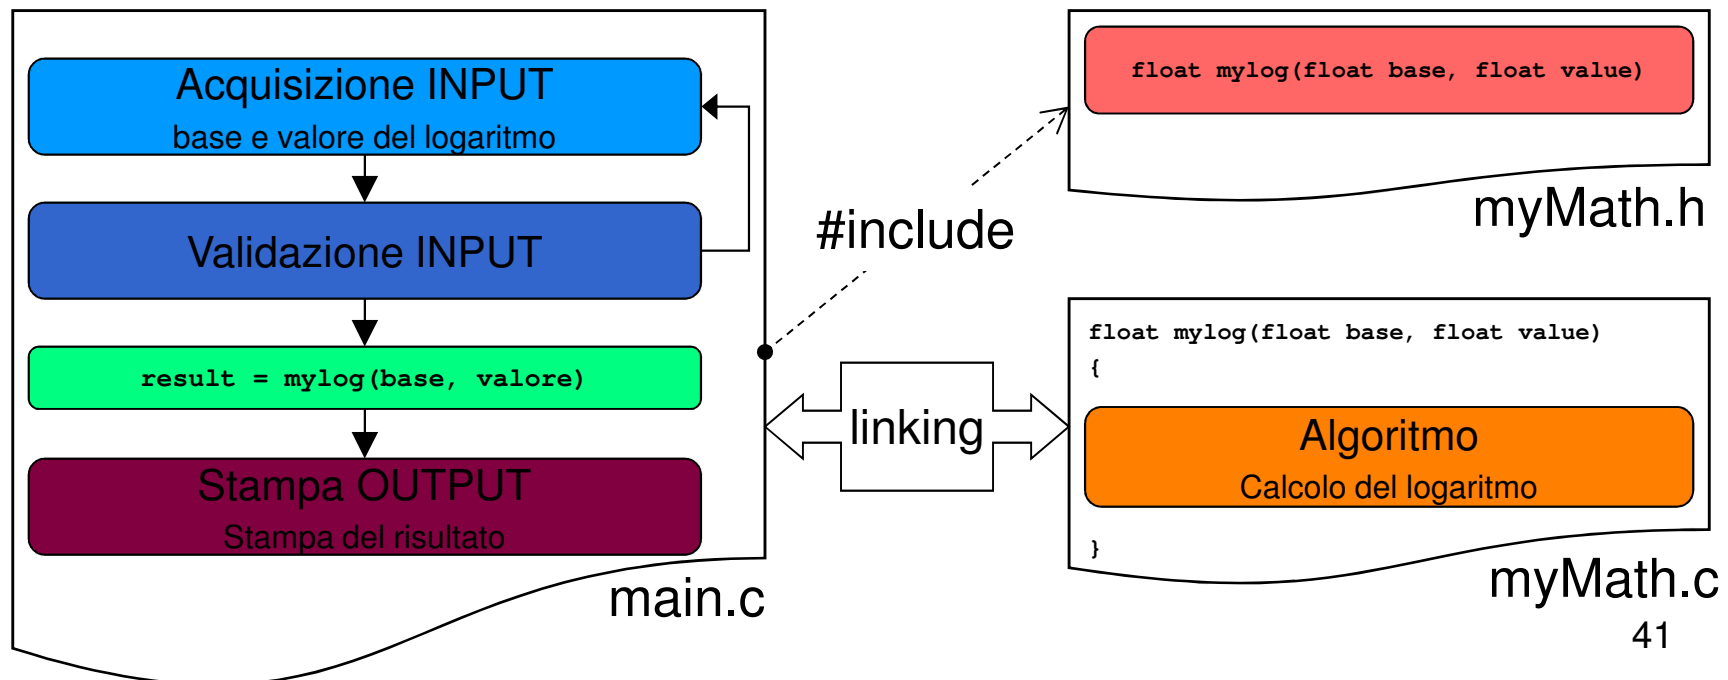 Acquisizione INPUT
base e valore del logaritmo
Validazione INPUT
result = mylog(base, valore)
Stampa OUTPUT
Stampa del risultato
main.c
#include
linking
float mylog(float base, float value)
myMath.h
float mylog(float base, float value)
{
Algoritmo
Calcolo del logaritmo
}
myMath.c
41